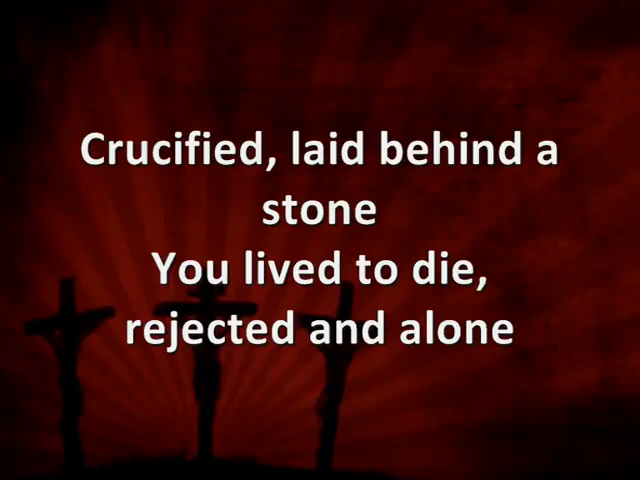 Crucified, laid behind a
stone
You lived to die,
rejected and alone